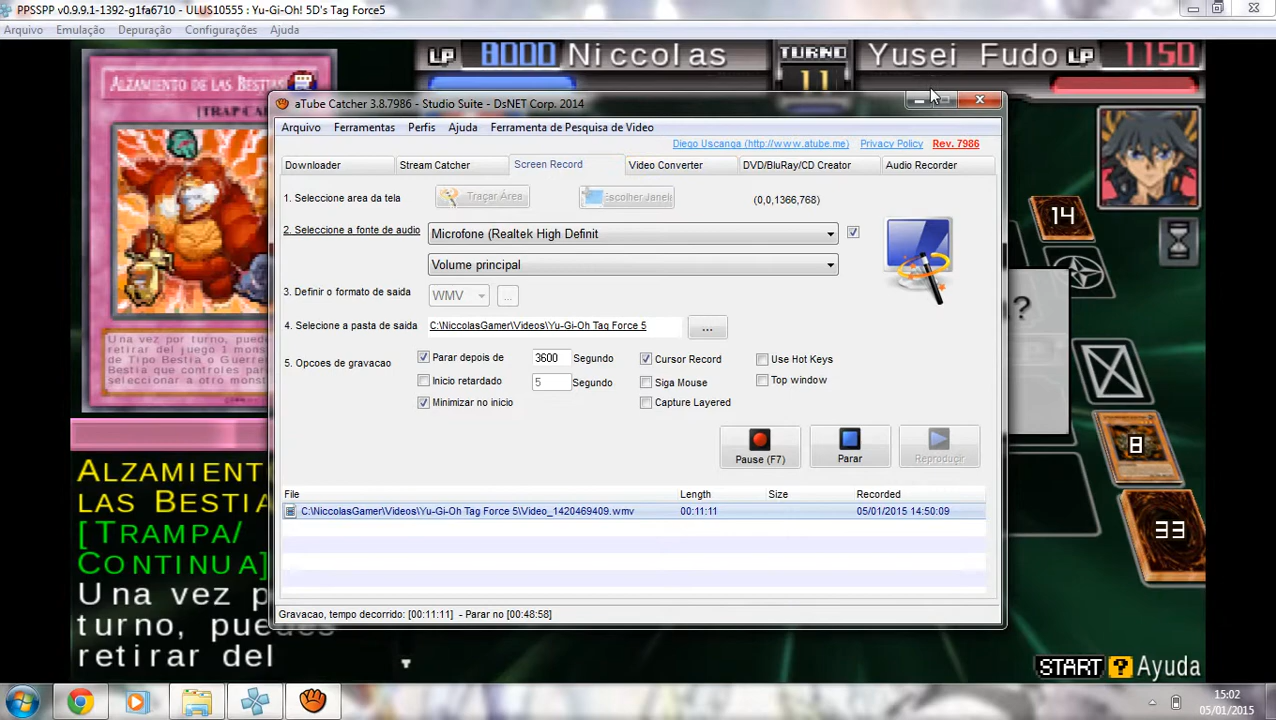 PPSSPP v0.9.9.1-1392-g1fa6710 - ULUS10555 : Yu-Gi-Oh! 5D's Tag Force5
Arquivo Emulação Depuração Configurações Ajuda
LP 8000 Niccolas TURNO 11 Yusei Fudo LP 1150
ALZAMIENTO DE LAS BESTIAS
[TRAP CA
Una vez por turno, puedes
retirar del juego 1 mons
de Tipo Bestia o Guerrer
Bestia que controles par
seleccionar a otro monst
aTube Catcher 3.8.7986 - Studio Suite - DsNET Corp. 2014
Arquivo Ferramentas Perfis Ajuda Ferramenta de Pesquisa de Video
Diego Uscanga (http://www.atube.me) Privacy Policy Rev. 7986
Downloader Stream Catcher Screen Record Video Converter DVD/BluRay/CD Creator Audio Recorder
1. Seleccione area da tela Traçar Área Escolher Janela (0,0,1366,768)
2. Seleccione a fonte de audio Microfone (Realtek High Definit
Volume principal
3. Definir o formato de saida WMV ...
4. Selecione a pasta de saida C:\NiccolasGamer\Videos\Yu-Gi-Oh Tag Force 5 ...
5. Opcoes de gravacao Parar depois de 3600 Segundo Cursor Record Use Hot Keys
Inicio retardado 5 Segundo Siga Mouse Top window
Minimizar no inicio Capture Layered
Pause (F7) Parar Reproduçir
File Length Size Recorded
C:\NiccolasGamer\Videos\Yu-Gi-Oh Tag Force 5\Video_1420469409.wmv 00:11:11 05/01/2015 14:50:09
Gravacao, tempo decorrido: [00:11:11] - Parar no [00:48:58]
14
?
8
33
ALZAMIENT
LAS BESTIA
[TRAMPA/
CONTINUA]
Una vez p
turno, puedes
retirar del
START ? Ayuda
15:02
05/01/2015